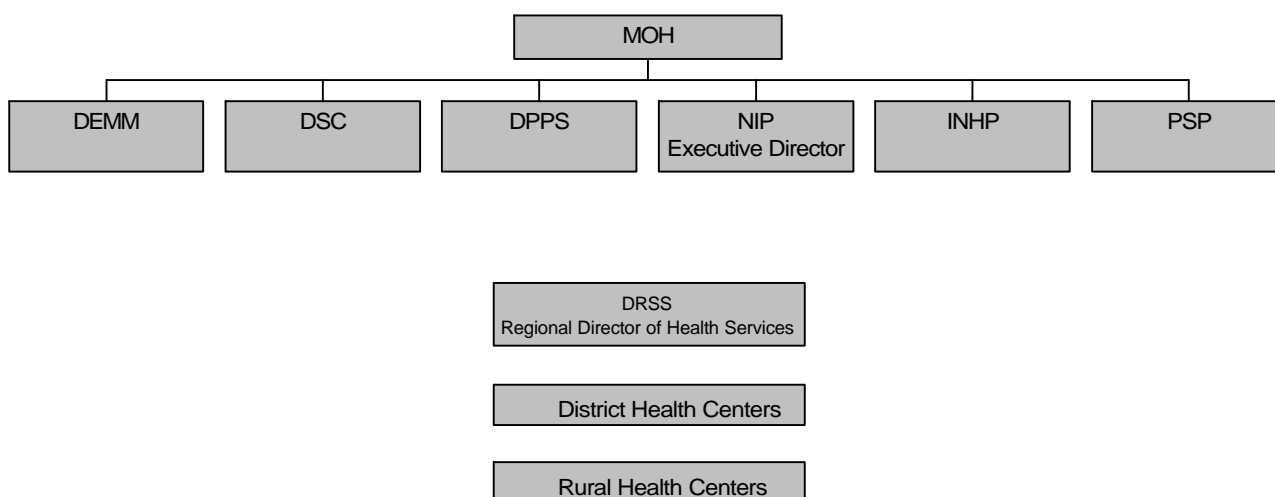 MOH
DEMM
DSC
DPPS
NIP
Executive Director
INHP
PSP
DRSS
Regional Director of Health Services
District Health Centers
Rural Health Centers